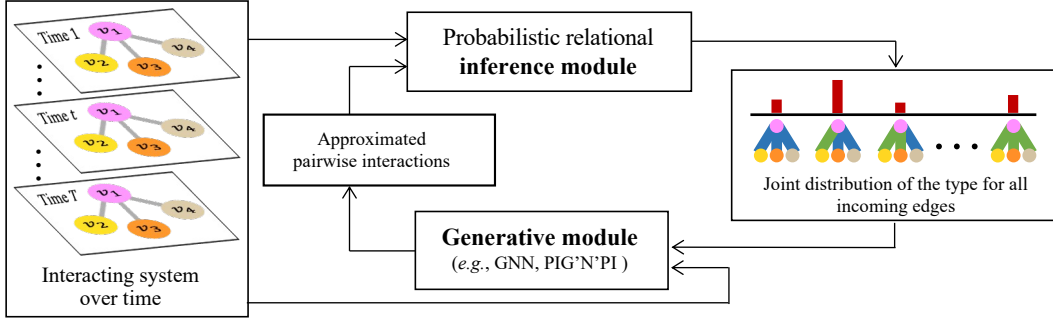 Time 1
v1
v2
v3
v4
Time t
v1
v2
v3
v4
Time T
v1
v2
v3
v4
Interacting system
over time
Probabilistic relational
inference module
Approximated
pairwise interactions
Generative module
(e.g., GNN, PIG'N'PI )
Joint distribution of the type for all
incoming edges